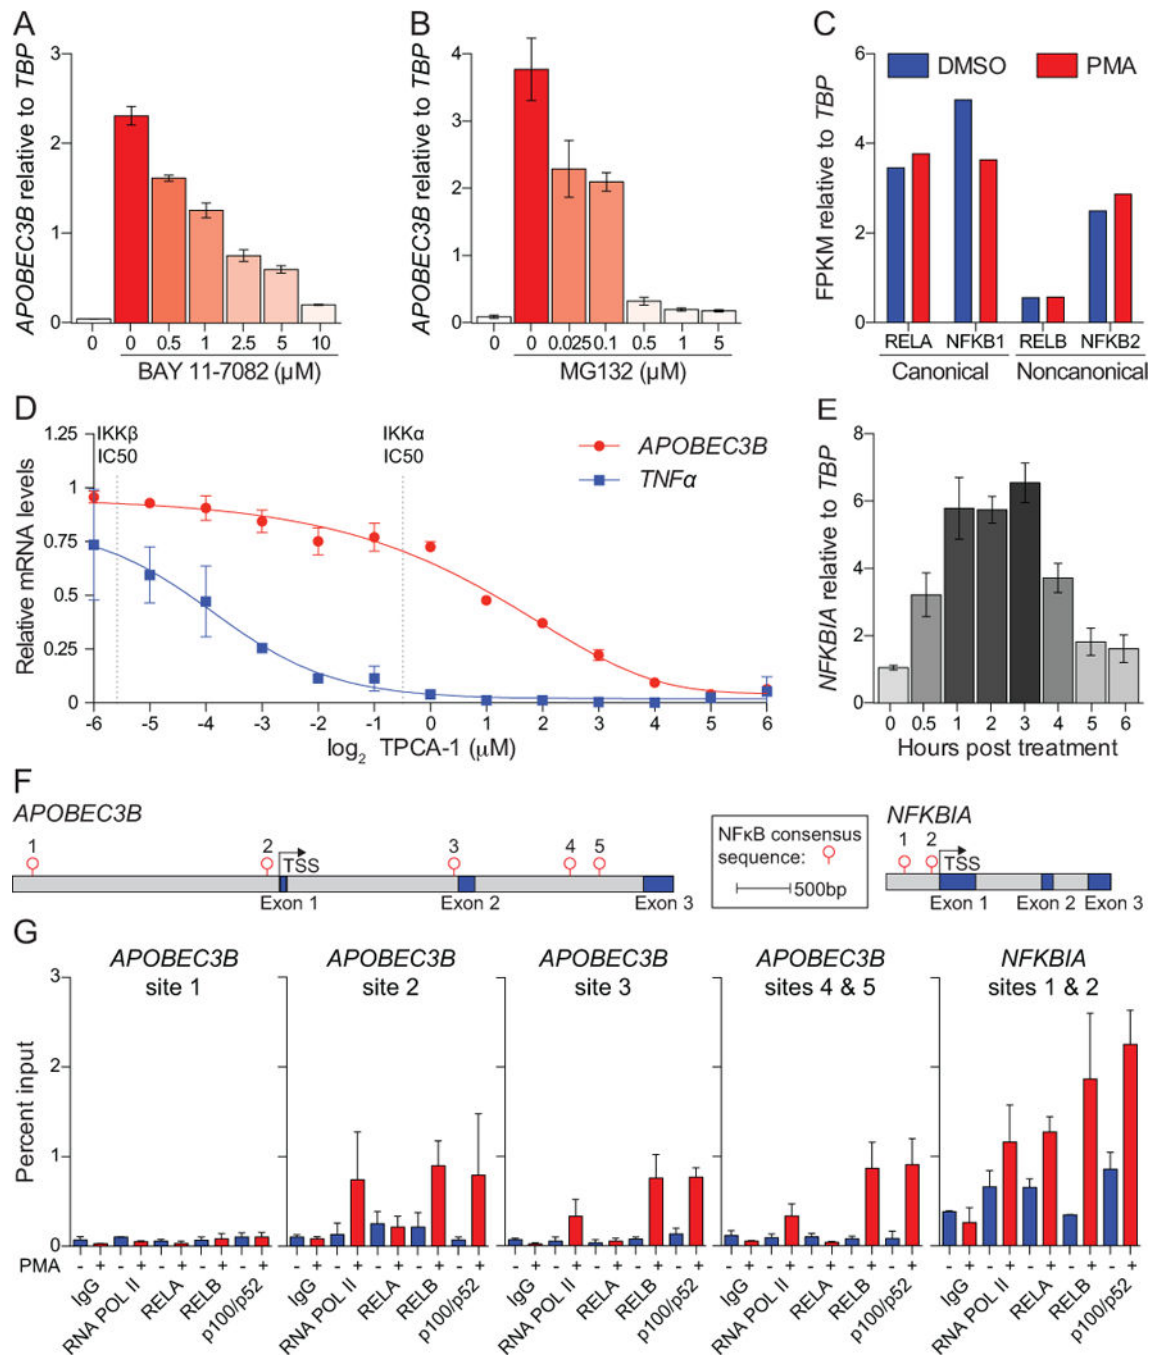 A
APOBEC3B relative to TBP
3
2
1
0
0 0 0.5 1 2.5 5 10
BAY 11-7082 (µM)
B
APOBEC3B relative to TBP
4
3
2
1
0
0 0 0.025 0.1 0.5 1 5
MG132 (µM)
C
FPKM relative to TBP
6
4
2
0
DMSO PMA
RELA NFKB1 RELB NFKB2
Canonical Noncanonical
D
Relative mRNA levels
1.25
1
0.75
0.5
0.25
0
IKKβ
IC50
IKKα
IC50
APOBEC3B
TNFα
-6 -5 -4 -3 -2 -1 0 1 2 3 4 5 6
log2 TPCA-1 (µM)
E
NFKBIA relative to TBP
8
6
4
2
0
0 0.5 1 2 3 4 5 6
Hours post treatment
F
APOBEC3B
1 2 3 4 5
TSS
Exon 1 Exon 2 Exon 3
NFκB consensus
sequence:
500bp
NFKBIA
1 2
TSS
Exon 1 Exon 2 Exon 3
G
Percent input
3
2
1
0
APOBEC3B
site 1
APOBEC3B
site 2
APOBEC3B
site 3
APOBEC3B
sites 4 & 5
NFKBIA
sites 1 & 2
PMA - + - + - + - + - + - + - + - + - + - + - + - + - + - + - + - + - + - + - + - + - + - + - + - + - +
IgG RNA POL II RELA RELB p100/p52
IgG RNA POL II RELA RELB p100/p52
IgG RNA POL II RELA RELB p100/p52
IgG RNA POL II RELA RELB p100/p52
IgG RNA POL II RELA RELB p100/p52